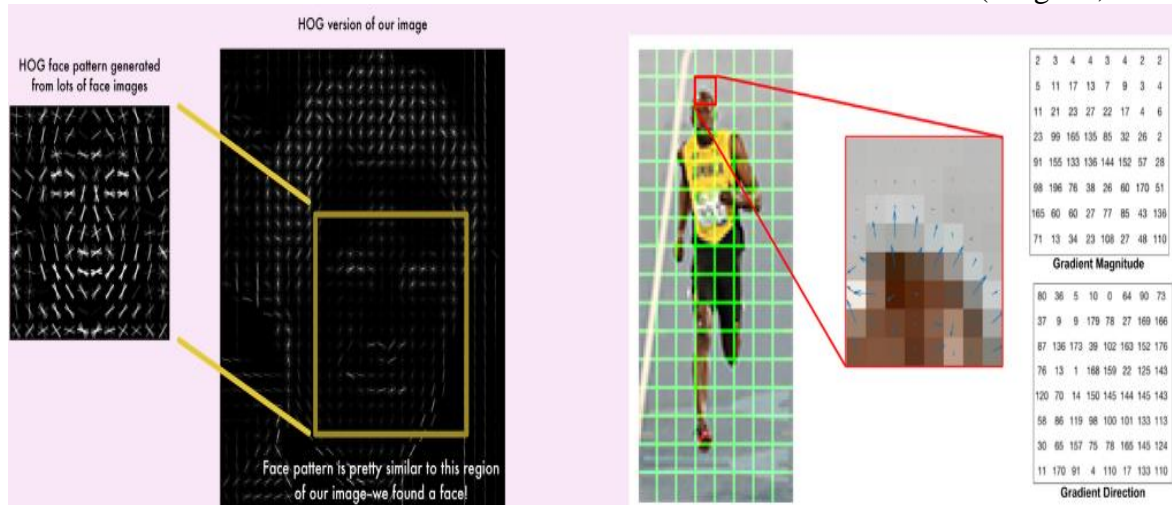 HOG version of our image
HOG face pattern generated
from lots of face images
Face pattern is pretty similar to this region
of our image–we found a face!
2 3 4 4 3 4 2 2
5 11 17 13 7 9 3 4
11 21 23 27 22 17 4 6
23 99 165 135 85 32 26 2
91 155 133 136 144 152 57 28
98 196 76 38 26 60 170 51
165 60 60 27 77 85 43 136
71 13 34 23 108 27 48 110
Gradient Magnitude
80 36 5 10 0 64 90 73
37 9 9 179 78 27 169 166
87 136 173 39 102 163 152 176
76 13 1 168 159 22 125 143
120 70 14 150 145 144 145 143
58 86 119 98 100 101 133 113
30 65 157 75 78 165 145 124
11 170 91 4 110 17 133 110
Gradient Direction